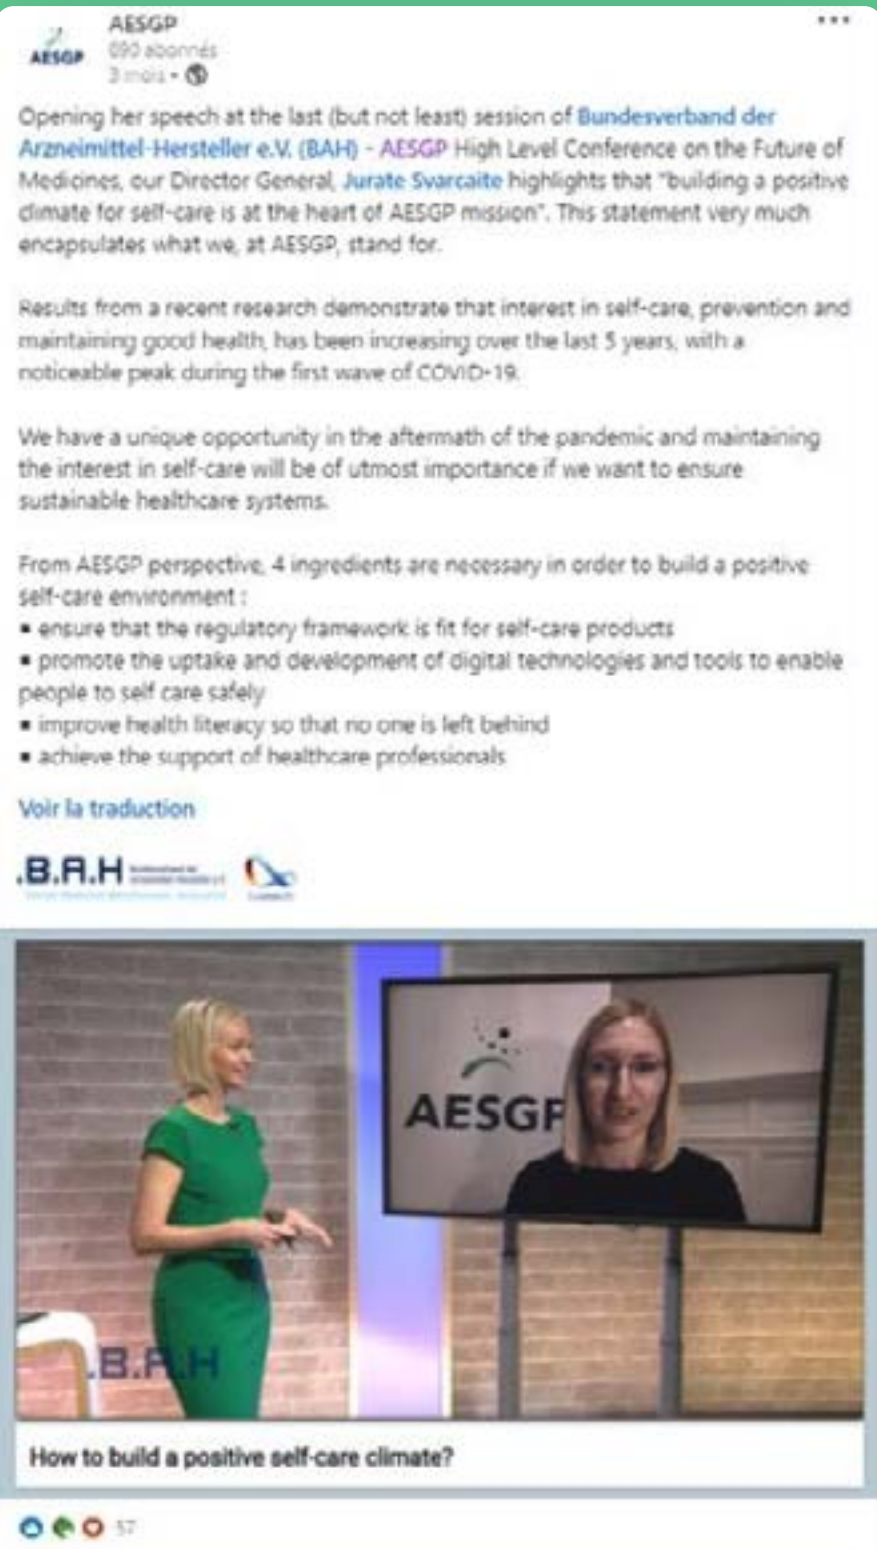 AESGP
AESGP
690 abonnés
3 mois •
Opening her speech at the last (but not least) session of Bundesverband der
Arzneimittel-Hersteller e.V. (BAH) - AESGP High Level Conference on the Future of
Medicines, our Director General, Jurate Svarcaite highlights that "building a positive
climate for self-care is at the heart of AESGP mission". This statement very much
encapsulates what we, at AESGP, stand for.
Results from a recent research demonstrate that interest in self-care, prevention and
maintaining good health, has been increasing over the last 5 years, with a
noticeable peak during the first wave of COVID-19.
We have a unique opportunity in the aftermath of the pandemic and maintaining
the interest in self-care will be of utmost importance if we want to ensure
sustainable healthcare systems.
From AESGP perspective, 4 ingredients are necessary in order to build a positive
self-care environment :
▪ ensure that the regulatory framework is fit for self-care products
▪ promote the uptake and development of digital technologies and tools to enable
people to self care safely
▪ improve health literacy so that no one is left behind
▪ achieve the support of healthcare professionals
Voir la traduction
.B.A.H
AESGP
.B.A.H
How to build a positive self-care climate?
57